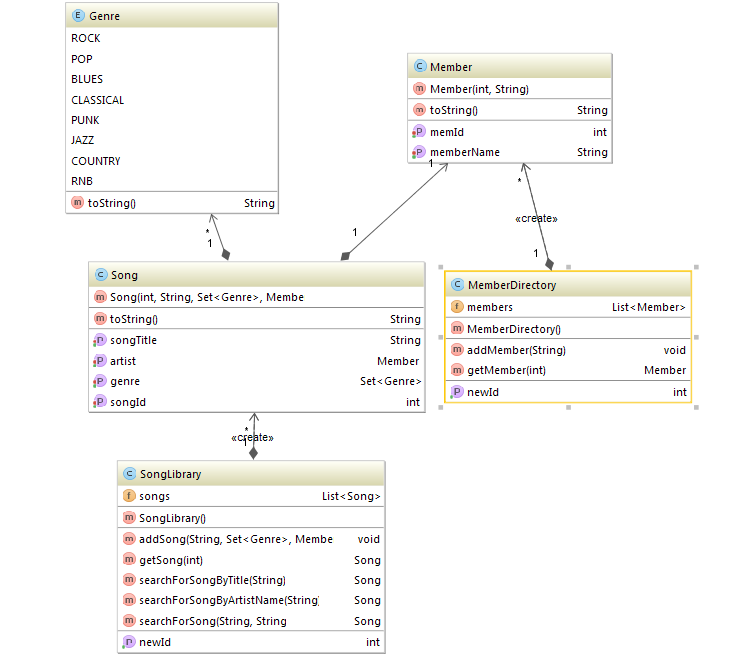 E Genre
ROCK
POP
BLUES
CLASSICAL
PUNK
JAZZ
COUNTRY
RNB
m toString() String
C Member
m Member(int, String)
m toString() String
P memId int
P memberName String
1
1
*
1
*
«create»
1
C Song
m Song(int, String, Set<Genre>, Membe
m toString() String
P songTitle String
P artist Member
P genre Set<Genre>
P songId int
C MemberDirectory
f members List<Member>
m MemberDirectory()
m addMember(String) void
m getMember(int) Member
P newId int
*
«create»
1
C SongLibrary
f songs List<Song>
m SongLibrary()
m addSong(String, Set<Genre>, Membe void
m getSong(int) Song
m searchForSongByTitle(String) Song
m searchForSongByArtistName(String) Song
m searchForSong(String, String Song
P newId int